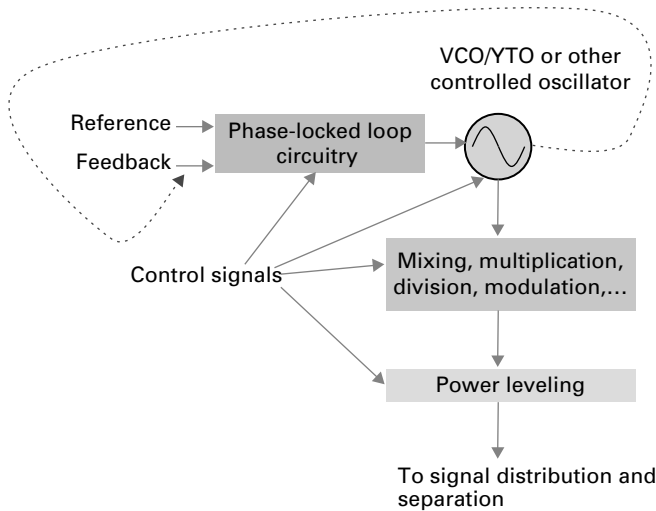 VCO/YTO or other
controlled oscillator
Reference
Phase-locked loop
circuitry
Feedback
Control signals
Mixing, multiplication,
division, modulation,...
Power leveling
To signal distribution and
separation